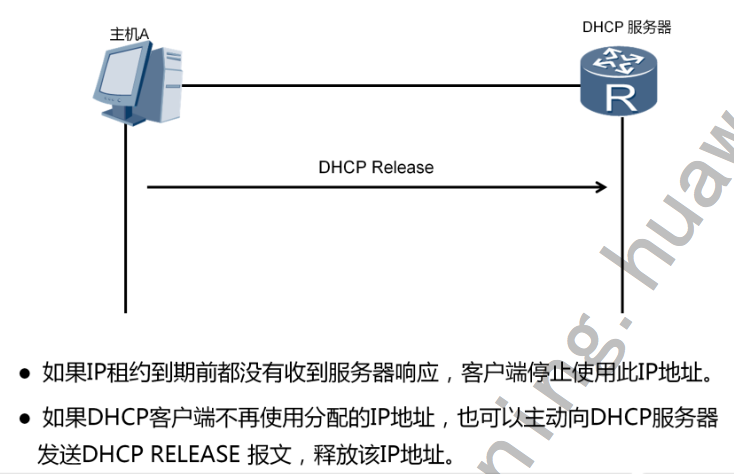 主机A
DHCP 服务器
R
DHCP Release
● 如果IP租约到期前都没有收到服务器响应，客户端停止使用此IP地址。
● 如果DHCP客户端不再使用分配的IP地址，也可以主动向DHCP服务器
发送DHCP RELEASE 报文，释放该IP地址。
ning.huaw